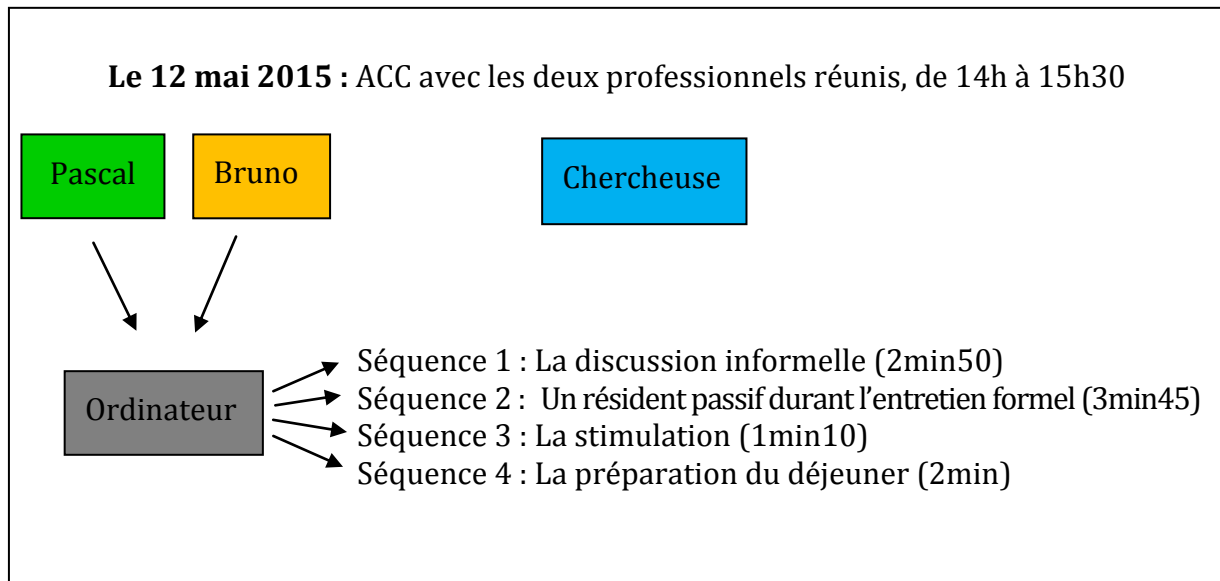 Le 12 mai 2015 : ACC avec les deux professionnels réunis, de 14h à 15h30
Pascal
Bruno
Chercheuse
Ordinateur
Séquence 1 : La discussion informelle (2min50)
Séquence 2 : Un résident passif durant l'entretien formel (3min45)
Séquence 3 : La stimulation (1min10)
Séquence 4 : La préparation du déjeuner (2min)